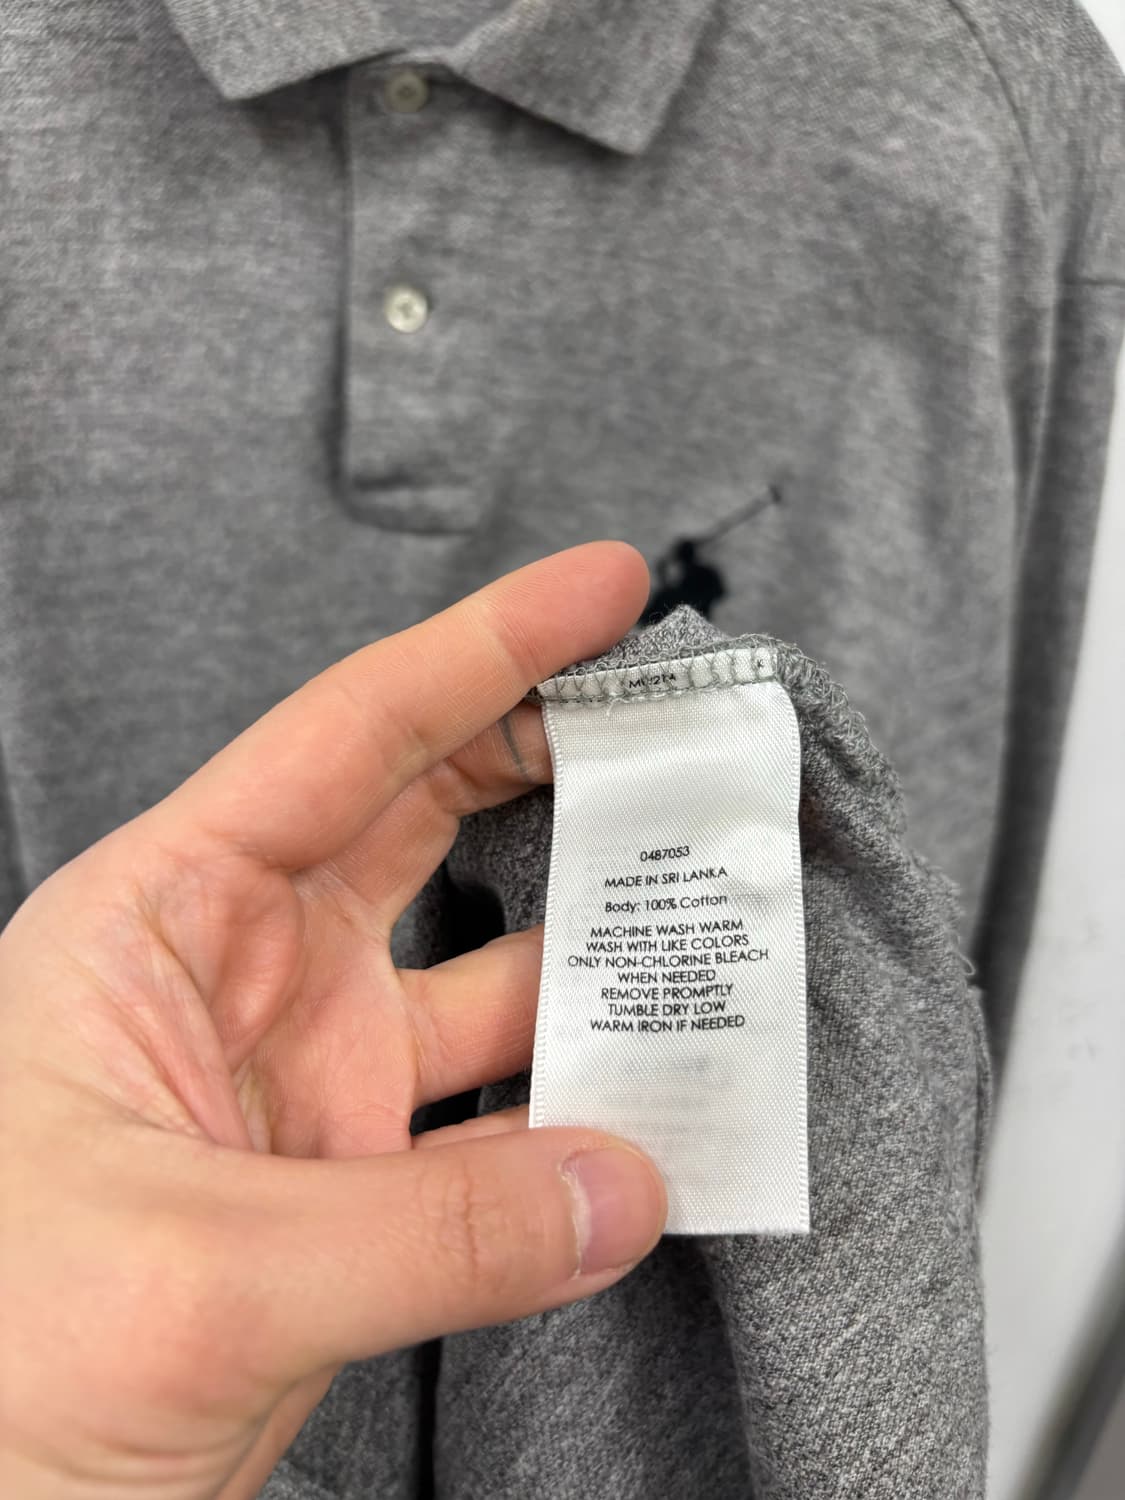 K
0487053
MADE IN SRI LANKA
Body: 100% Cotton
MACHINE WASH WARM
WASH WITH LIKE COLORS
ONLY NON-CHLORINE BLEACH
WHEN NEEDED
REMOVE PROMPTLY
TUMBLE DRY LOW
WARM IRON IF NEEDED